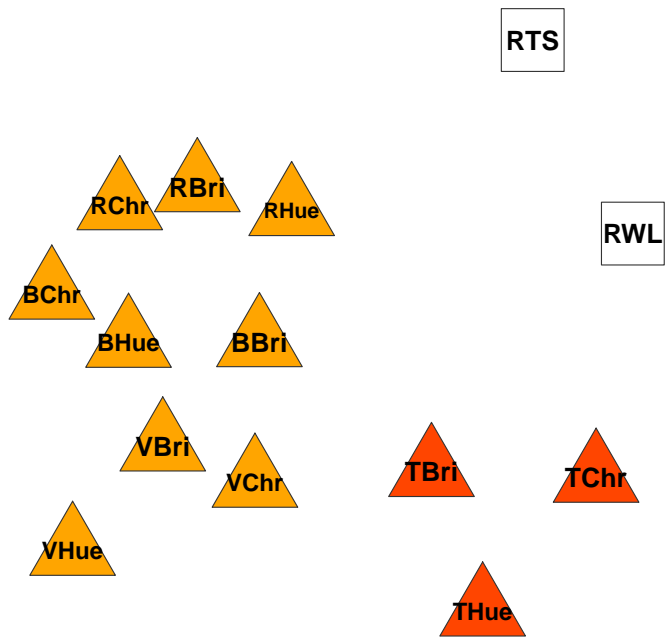 RTS
RBri
RChr
RHue
RWL
BChr
BHue
BBri
VBri
VChr
TBri
TChr
VHue
THue